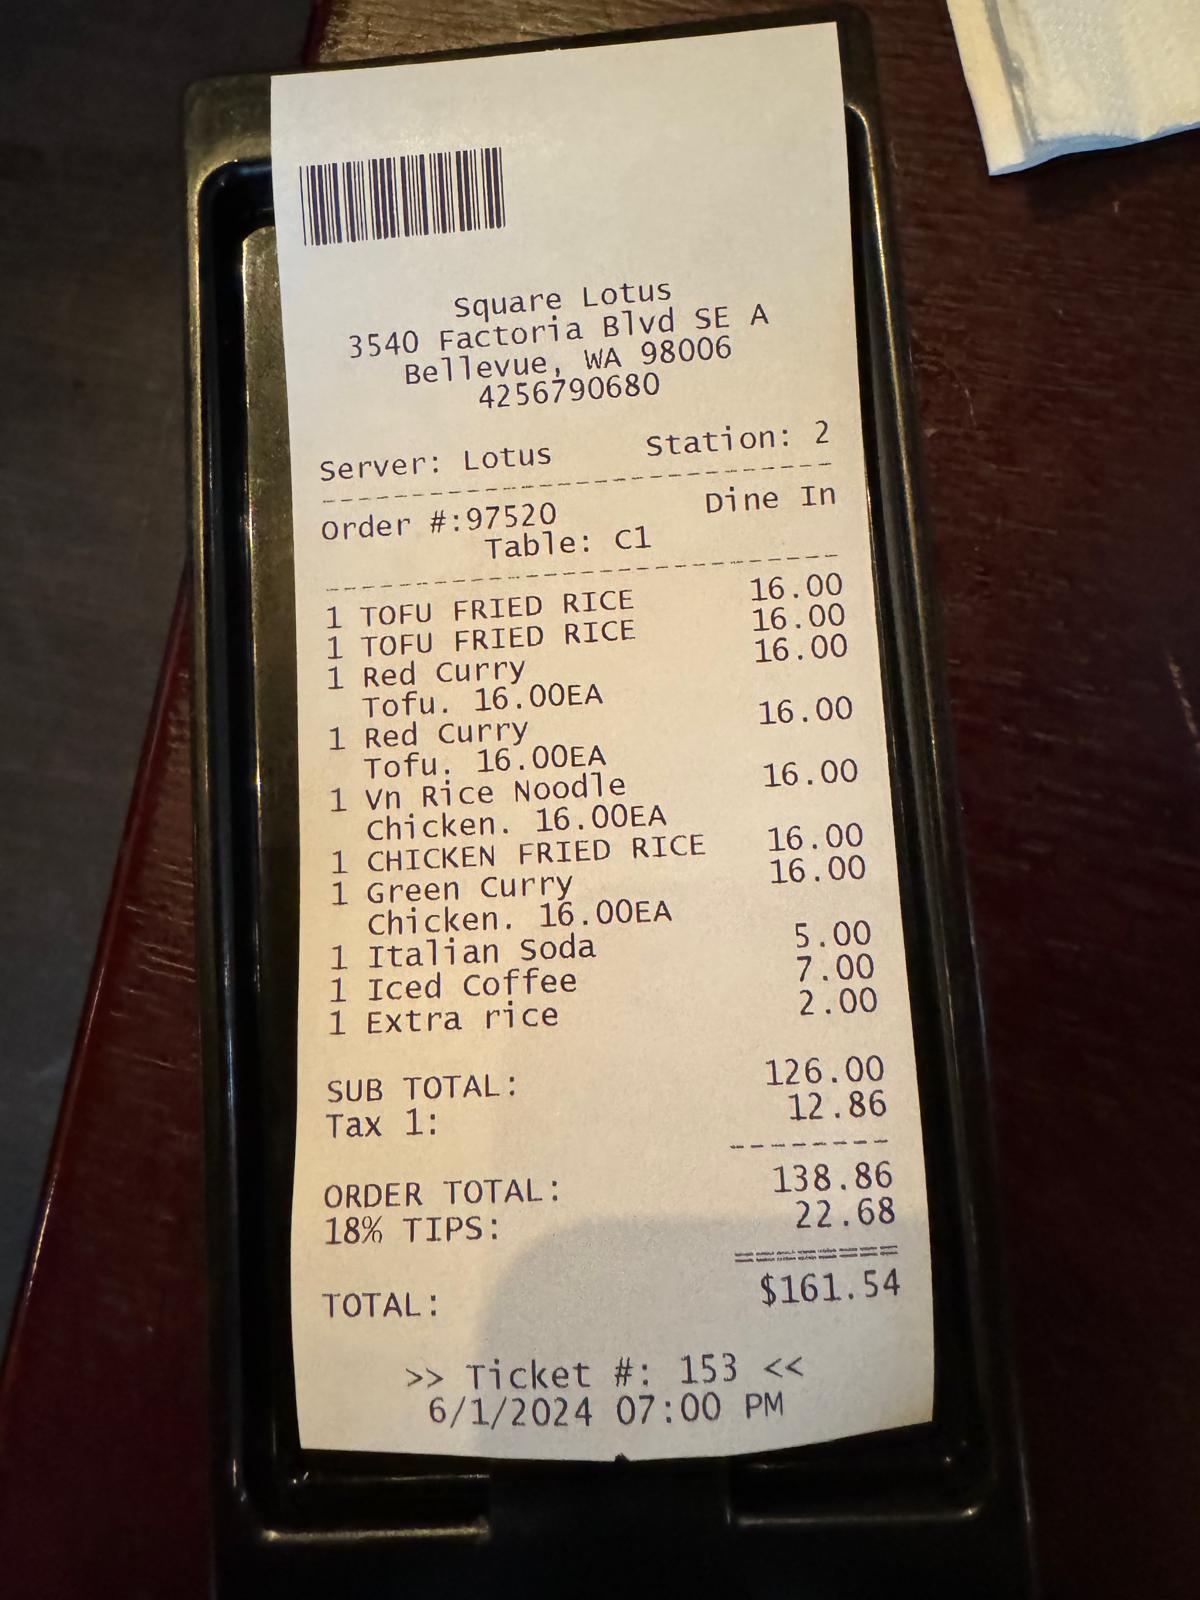 Square Lotus
3540 Factoria Blvd SE A
Bellevue, WA 98006
4256790680
Server: Lotus Station: 2
Order #:97520 Dine In
Table: C1
1 TOFU FRIED RICE 16.00
1 TOFU FRIED RICE 16.00
1 Red Curry 16.00
Tofu. 16.00EA
1 Red Curry 16.00
Tofu. 16.00EA
1 Vn Rice Noodle 16.00
Chicken. 16.00EA
1 CHICKEN FRIED RICE 16.00
1 Green Curry 16.00
Chicken. 16.00EA
1 Italian Soda 5.00
1 Iced Coffee 7.00
1 Extra rice 2.00
SUB TOTAL: 126.00
Tax 1: 12.86
ORDER TOTAL: 138.86
18% TIPS: 22.68
TOTAL: $161.54
>> Ticket #: 153 <<
6/1/2024 07:00 PM